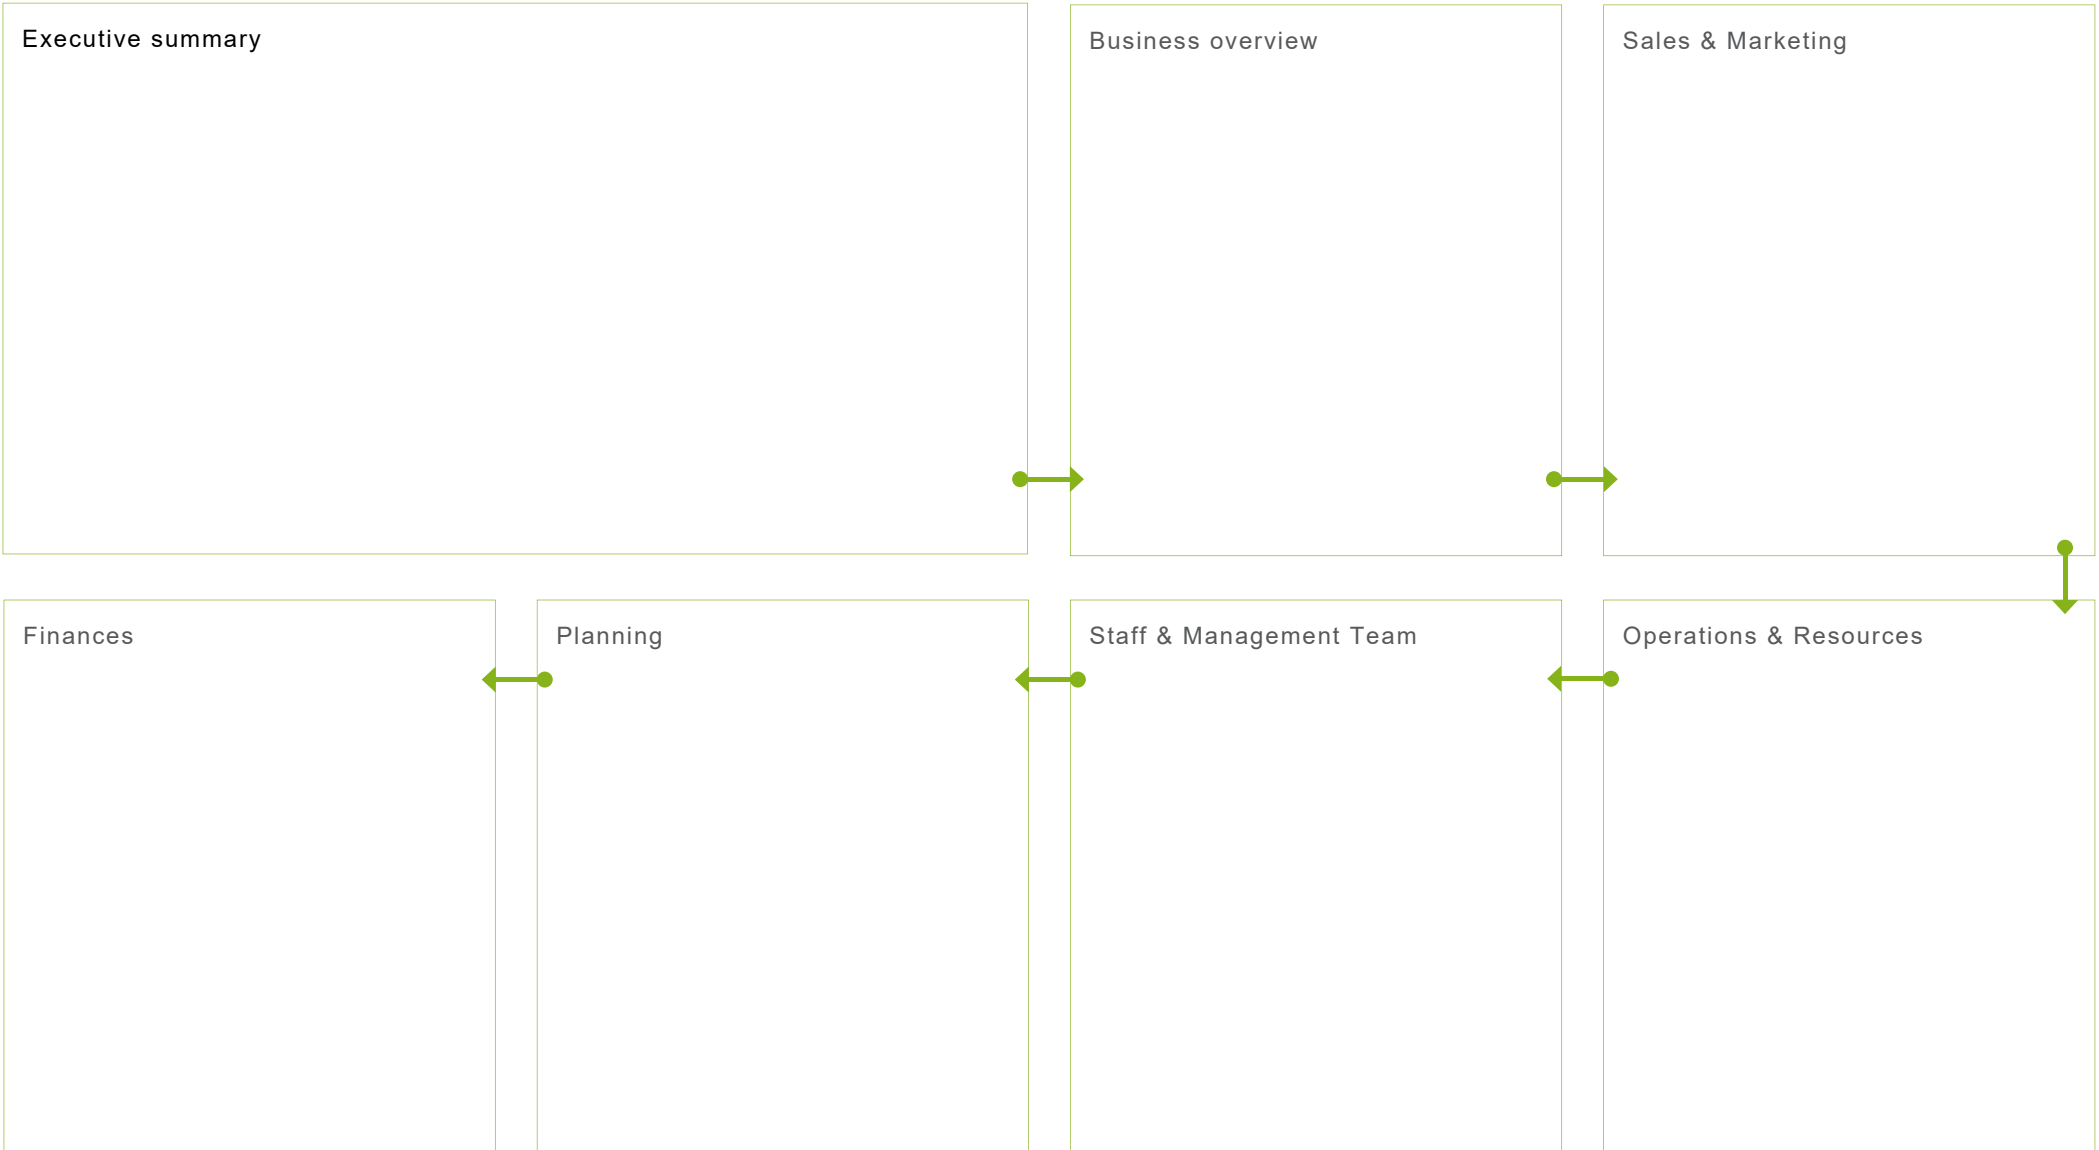 Executive summary
Business overview
Sales & Marketing
Finances
Planning
Staff & Management Team
Operations & Resources